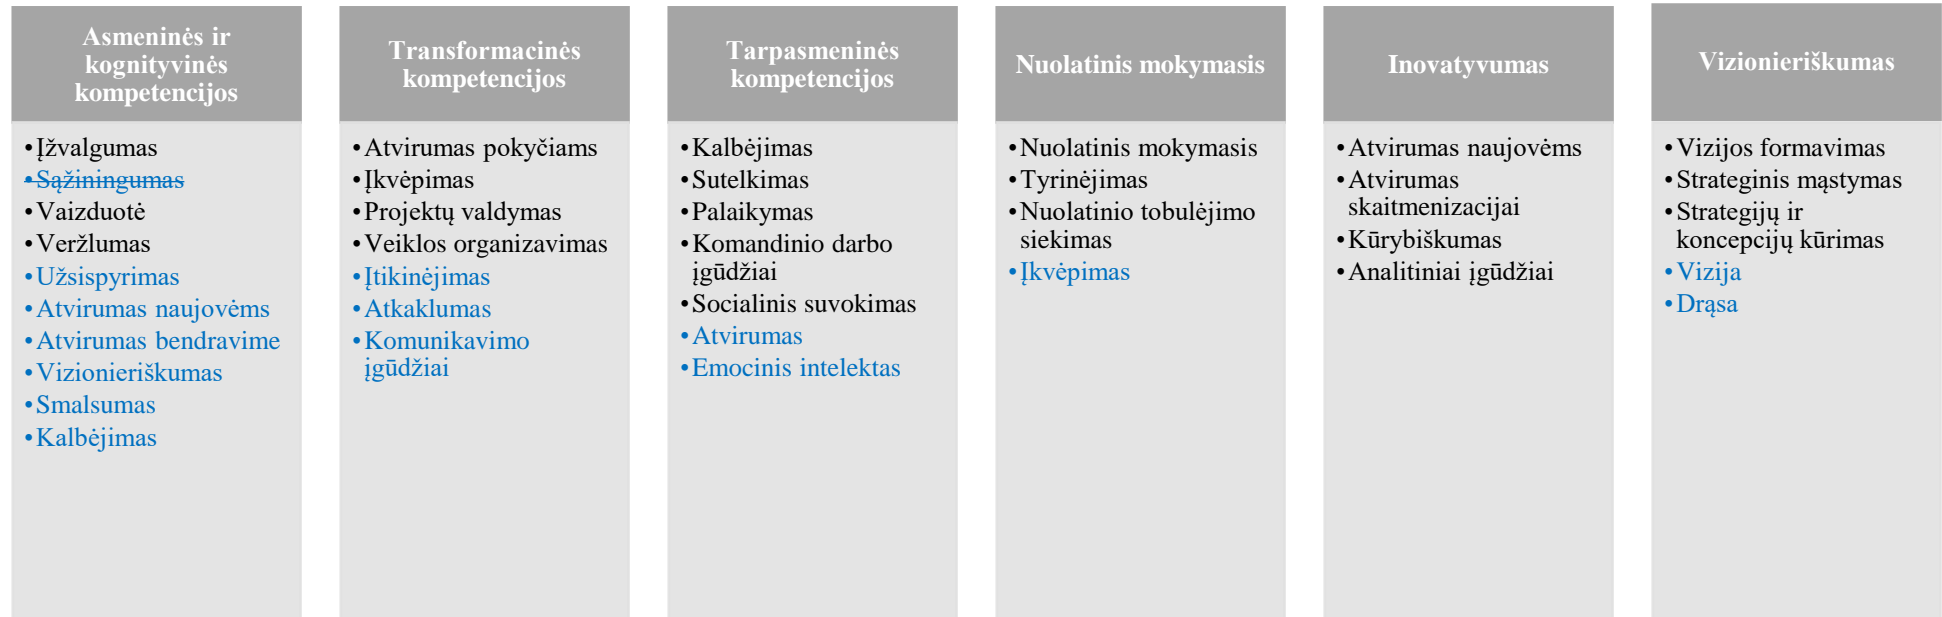 Asmeninės ir
kognityvinės
kompetencijos
•Įžvalgumas
•Sąžiningumas
•Vaizduotė
•Veržlumas
•Užsispyrimas
•Atvirumas naujovėms
•Atvirumas bendravime
•Vizionieriškumas
•Smalsumas
•Kalbėjimas
Transformacinės
kompetencijos
•Atvirumas pokyčiams
•Įkvėpimas
•Projektų valdymas
•Veiklos organizavimas
•Įtikinėjimas
•Atkaklumas
•Komunikavimo
įgūdžiai
Tarpasmeninės
kompetencijos
•Kalbėjimas
•Sutelkimas
•Palaikymas
•Komandinio darbo
įgūdžiai
•Socialinis suvokimas
•Atvirumas
•Emocinis intelektas
Nuolatinis mokymasis
•Nuolatinis mokymasis
•Tyrinėjimas
•Nuolatinio tobulėjimo
siekimas
•Įkvėpimas
Inovatyvumas
•Atvirumas naujovėms
•Atvirumas
skaitmenizacijai
•Kūrybiškumas
•Analitiniai įgūdžiai
Vizionieriškumas
•Vizijos formavimas
•Strateginis mąstymas
•Strategijų ir
koncepcijų kūrimas
•Vizija
•Drąsa